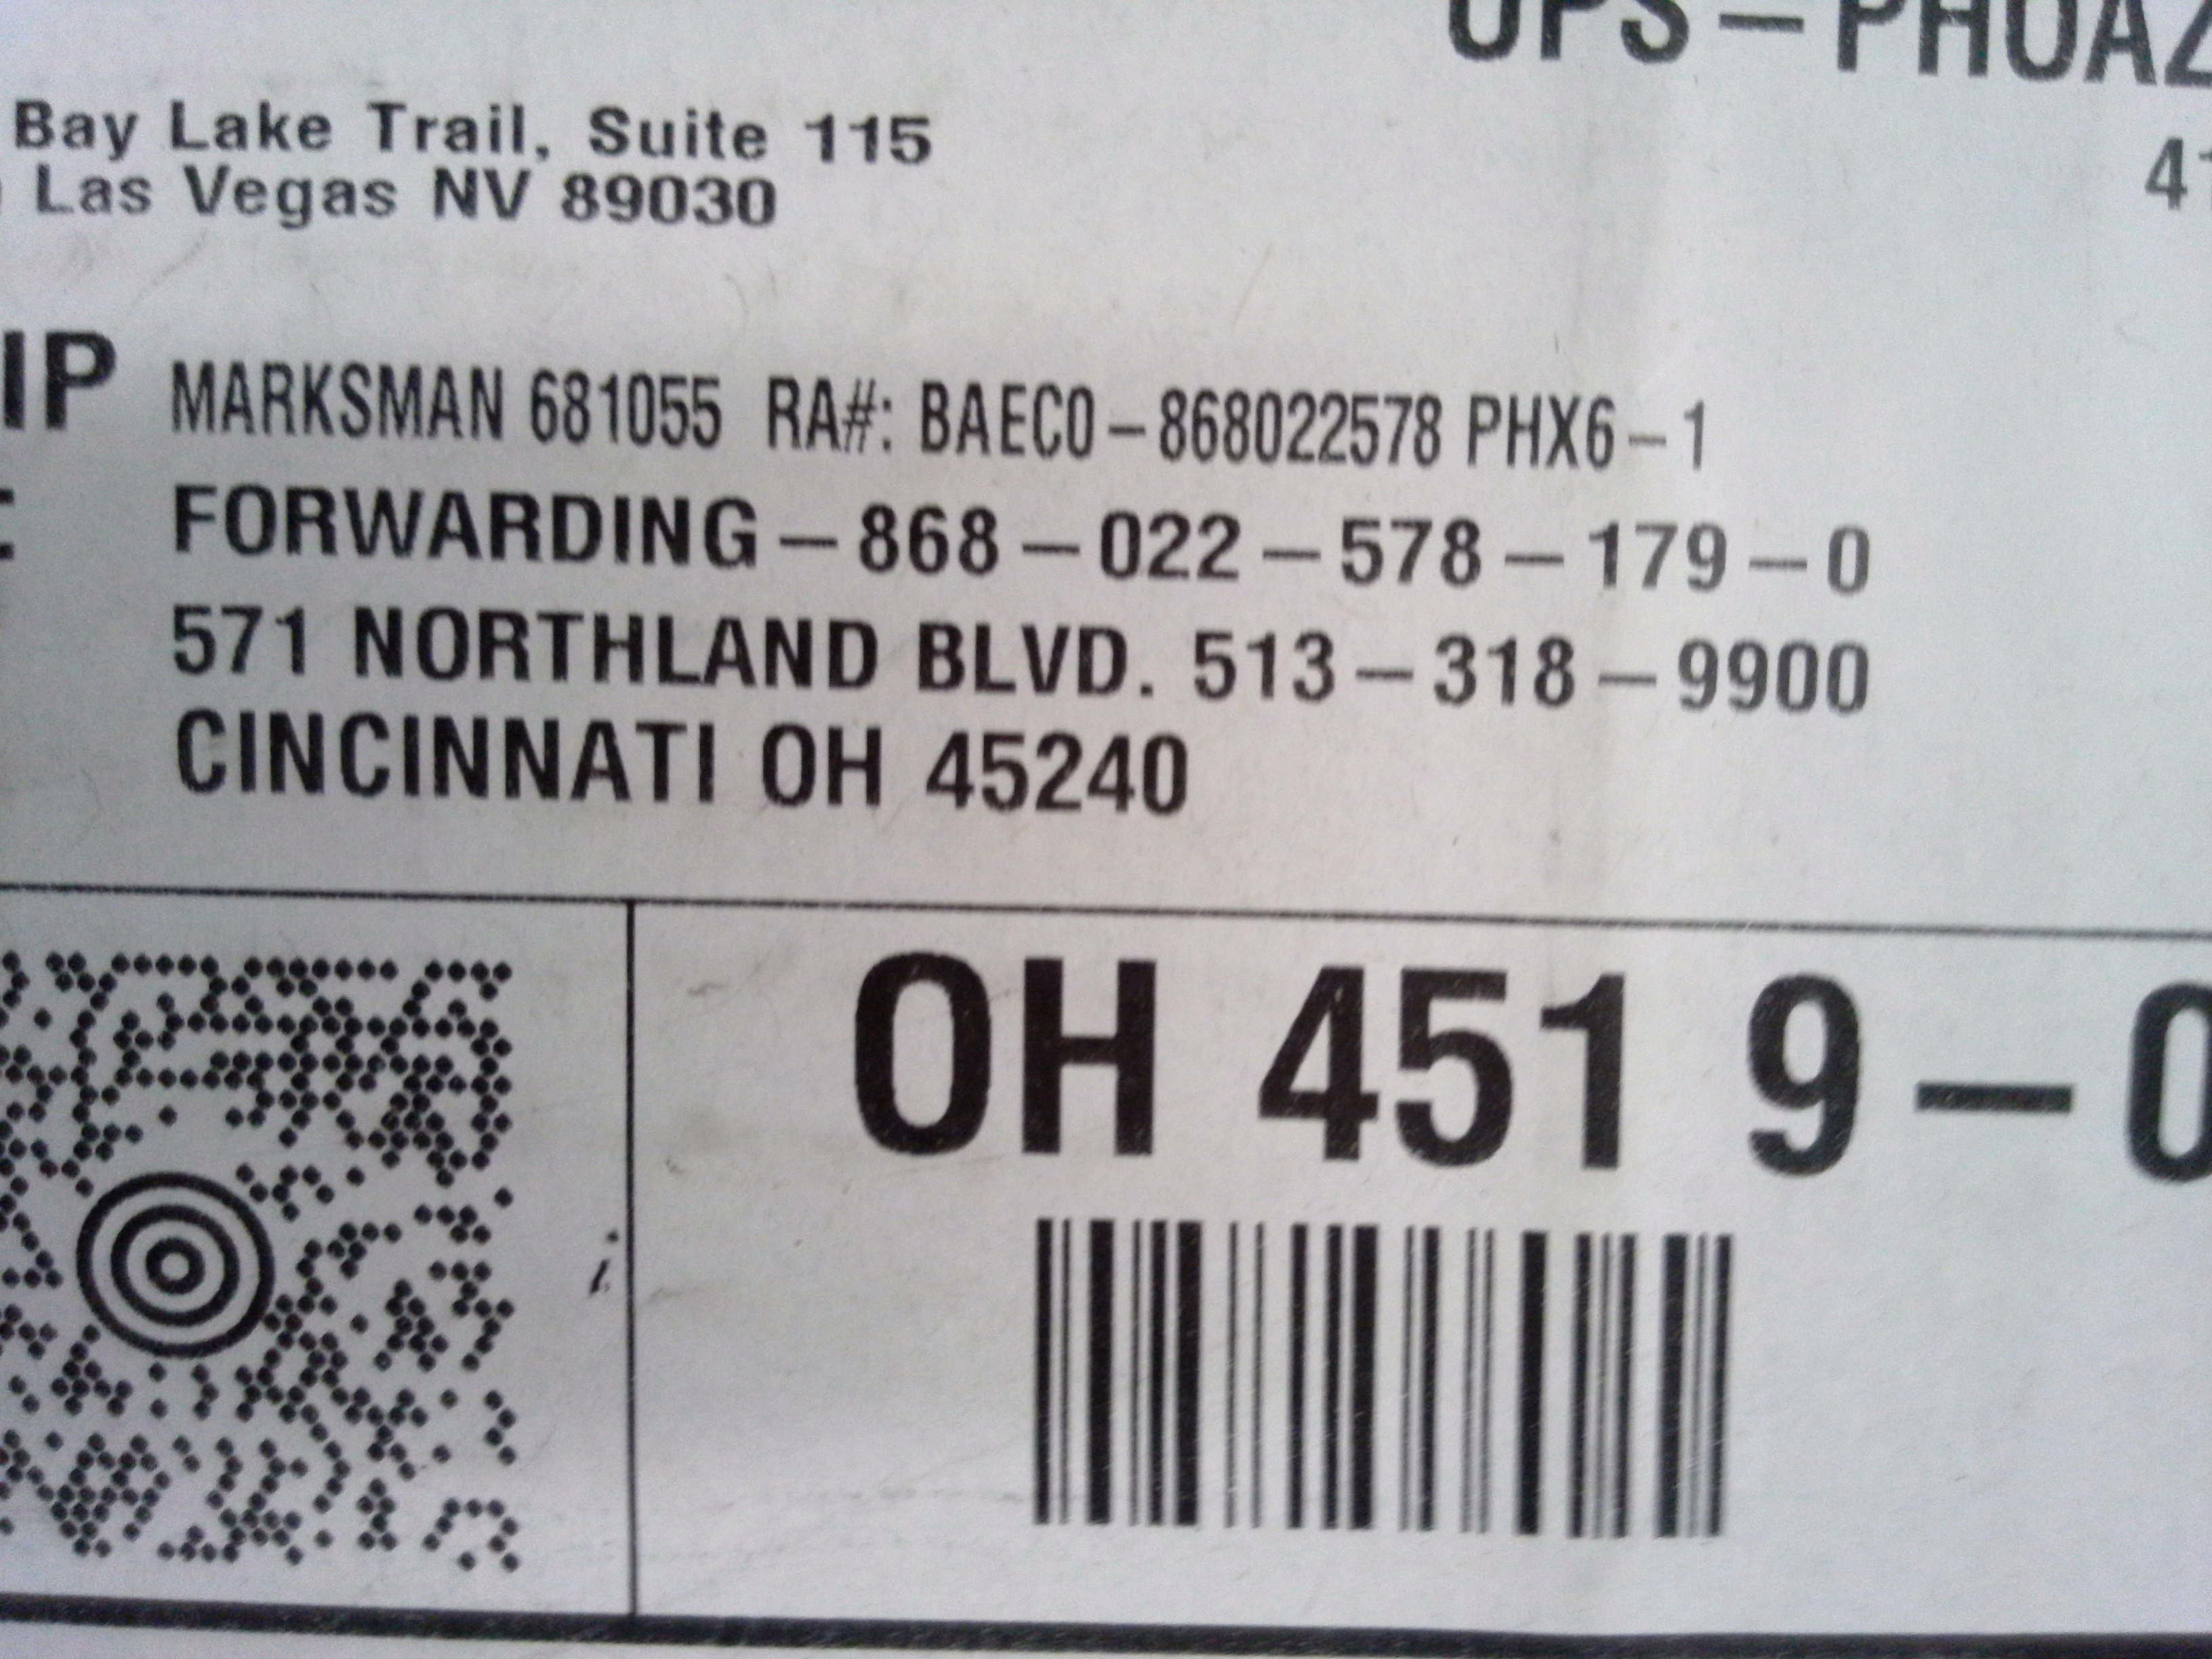 UPS-PHOAZ
Bay Lake Trail, Suite 115
41
Las Vegas NV 89030
IP MARKSMAN 681055 RA#: BAEC0-868022578 PHX6-1
FORWARDING-868-022-578-179-0
571 NORTHLAND BLVD. 513-318-9900
CINCINNATI OH 45240
OH 451 9-0
i